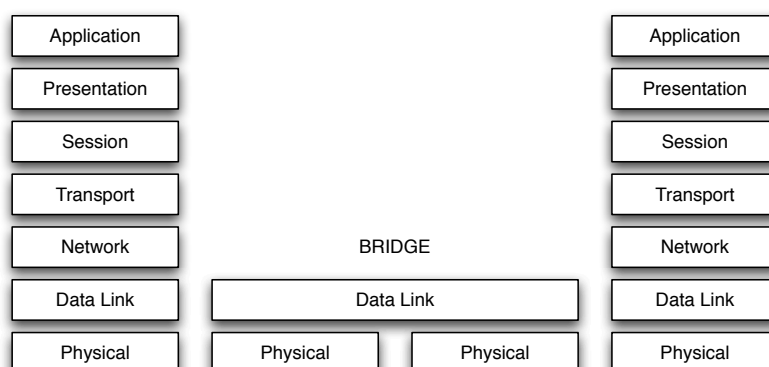 Application
Application
Presentation
Presentation
Session
Session
Transport
Transport
Network
BRIDGE
Network
Data Link
Data Link
Data Link
Physical
Physical
Physical
Physical